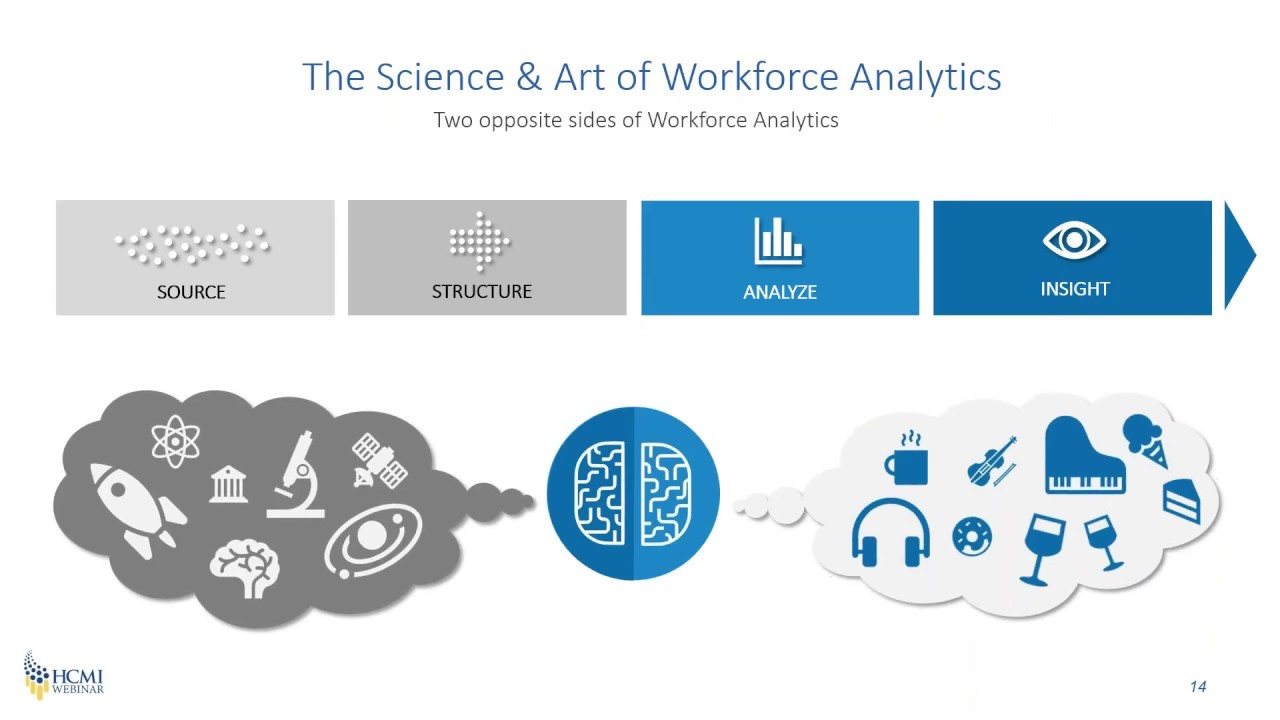 The Science & Art of Workforce Analytics
Two opposite sides of Workforce Analytics
SOURCE
STRUCTURE
ANALYZE
INSIGHT
HCMI
WEBINAR
14